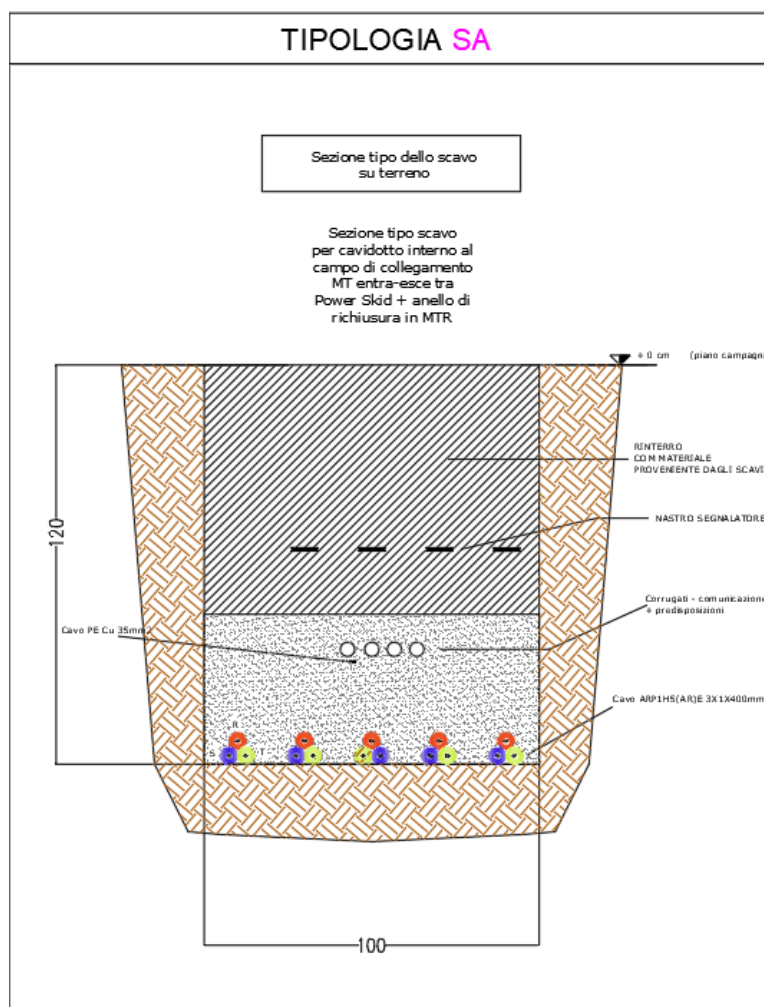 TIPOLOGIA SA
Sezione tipo dello scavo
su terreno
Sezione tipo scavo
per cavidotto interno al
campo di collegamento
MT entra-esce tra
Power Skid + anello di
richiusura in MTR
+ 0 cm (piano campagna
RINTERRO
COM MATERIALE
PROVENIENTE DAGLI SCAVI
120
NASTRO SEGNALATORE
Corrugati - comunicazione
+ predisposizioni
Cavo PE Cu 35mm2
Cavo ARP1H5(AR)E 3X1X400mm
R
S
100